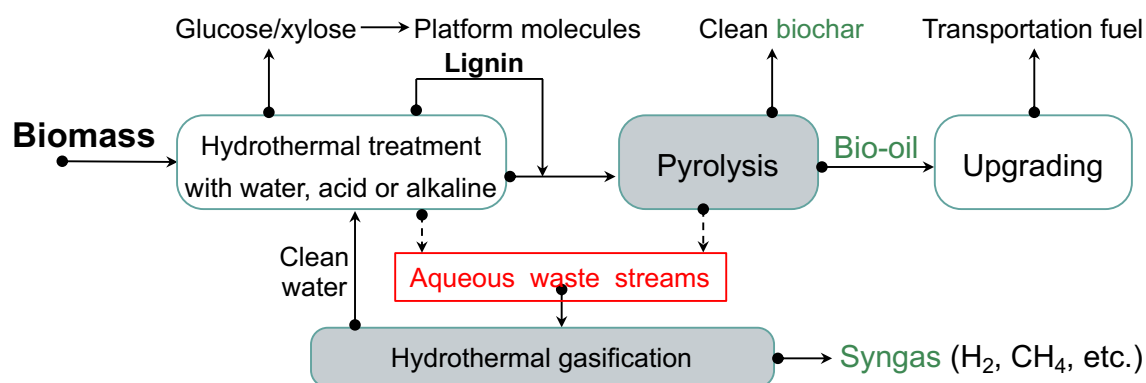 Glucose/xylose Platform molecules Clean biochar Transportation fuel
Lignin
Biomass
Hydrothermal treatment
with water, acid or alkaline
Pyrolysis
Bio-oil
Upgrading
Clean
water
Aqueous waste streams
Hydrothermal gasification
Syngas (H₂, CH₄, etc.)